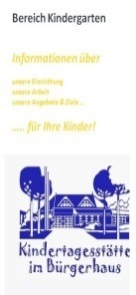 Bereich Kindergarten
Informationen über
unsere Einrichtung
unsere Arbeit
unsere Angebote & Ziele ...
..... für Ihre Kinder!
Kindertagesstätte
im Bürgerhaus